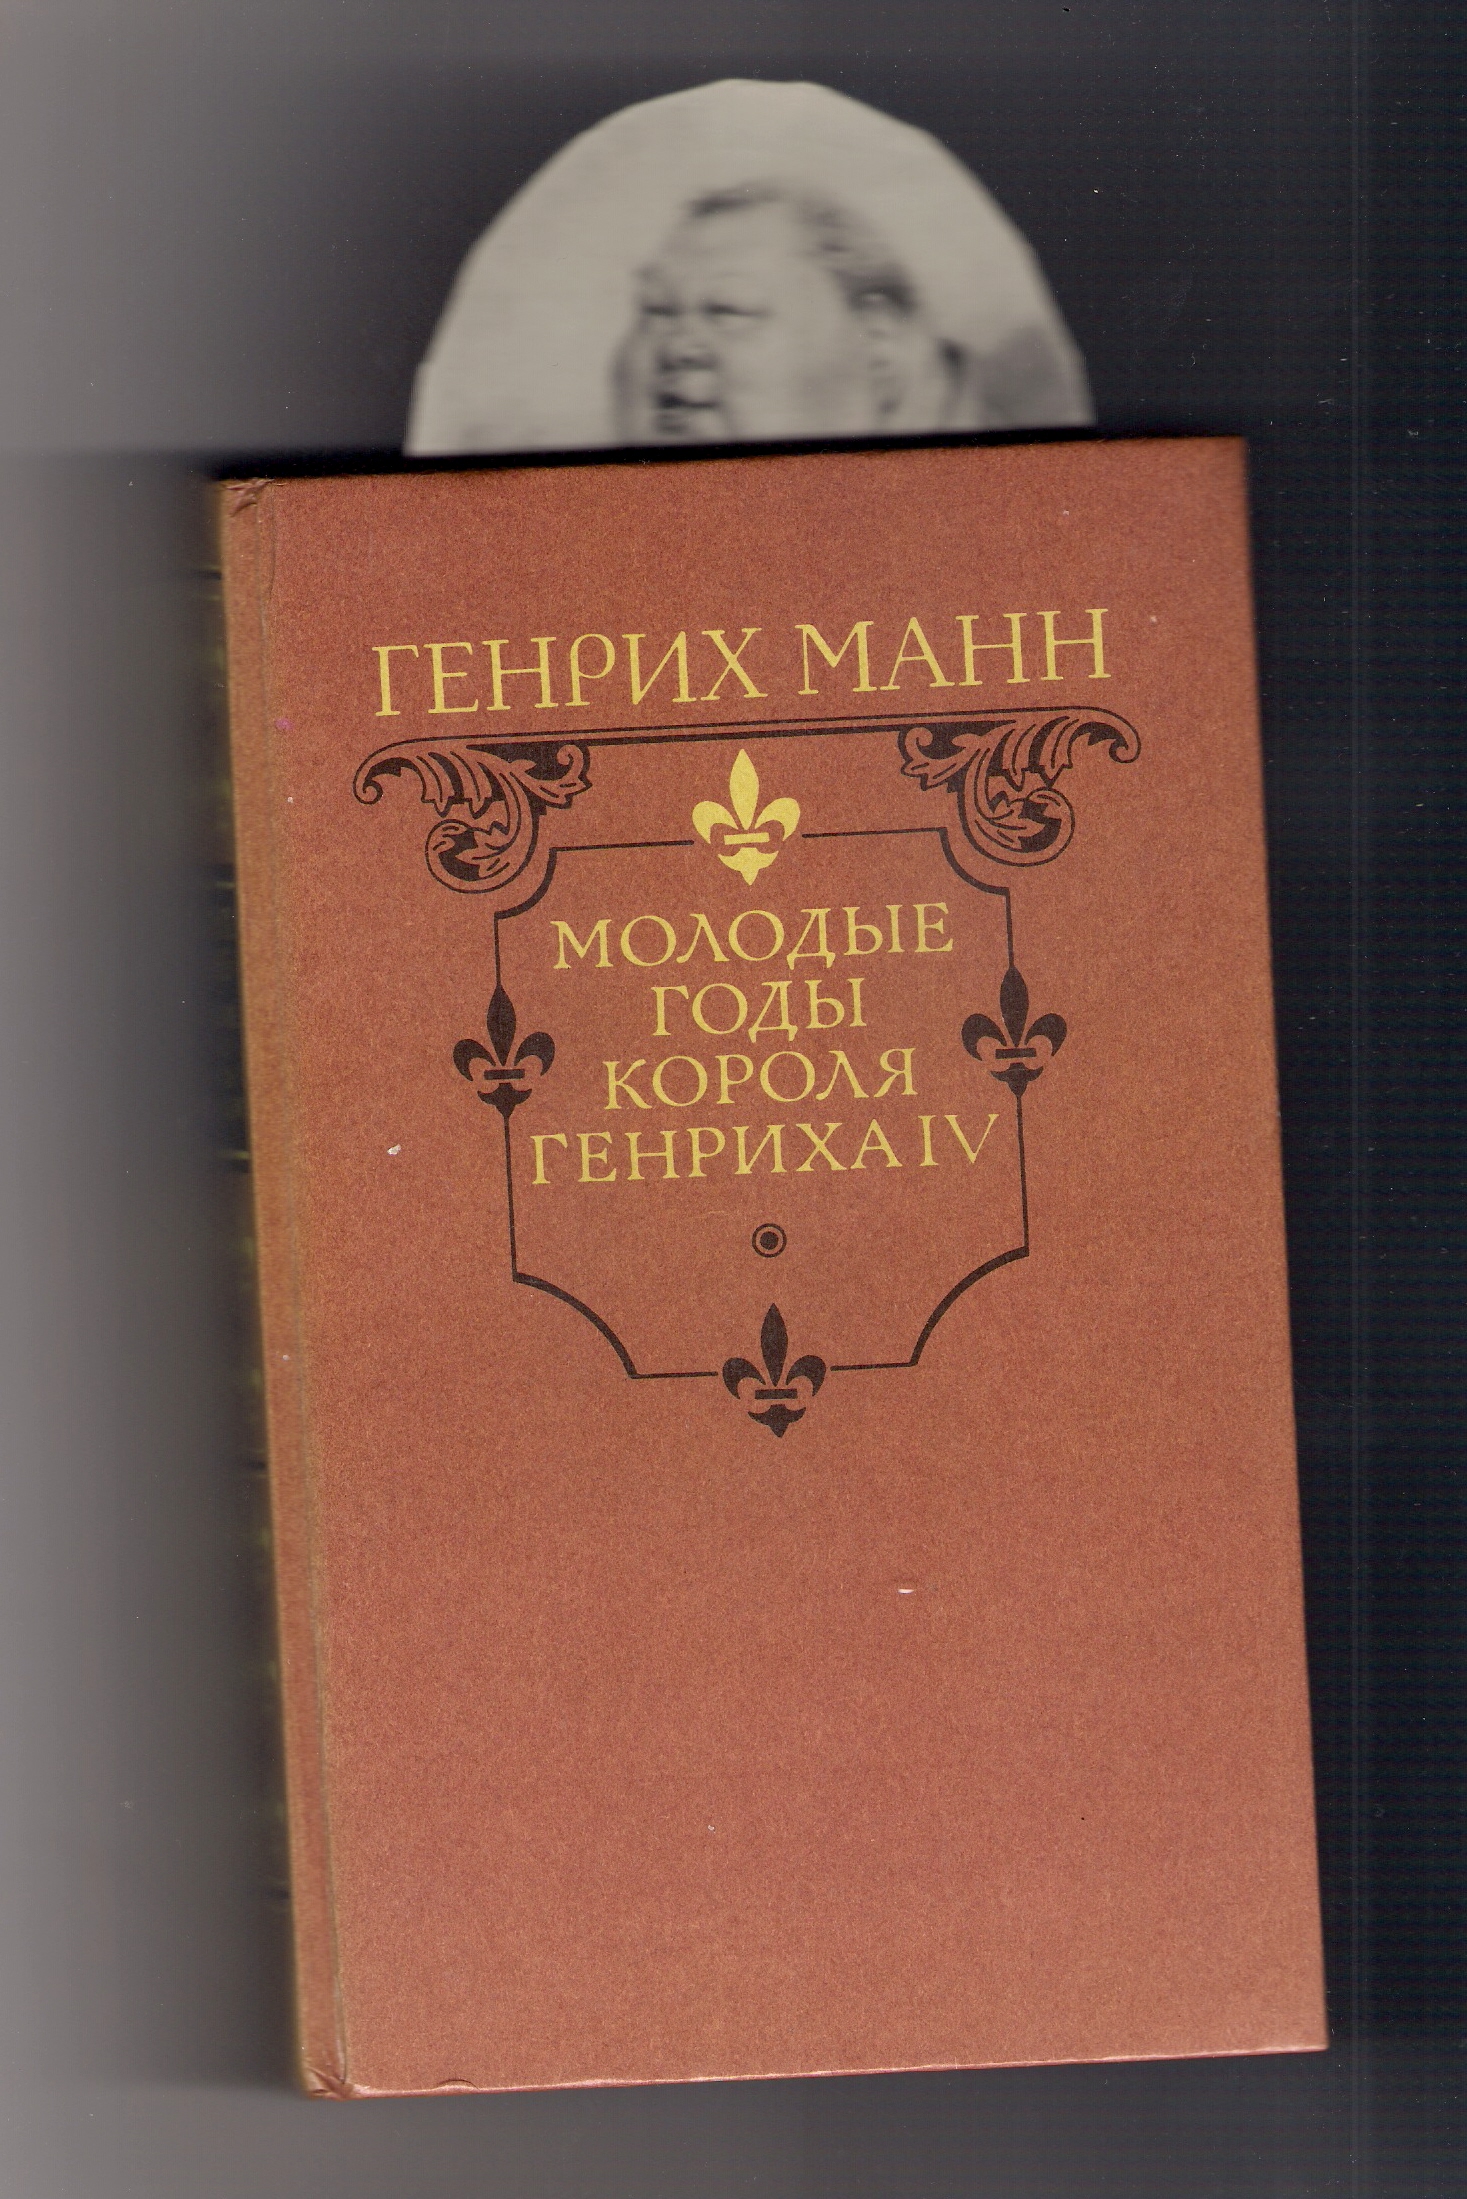 ГЕНРИХ МАНН
МОЛОДЫЕ
ГОДЫ
КОРОЛЯ
ГЕНРИХА IV